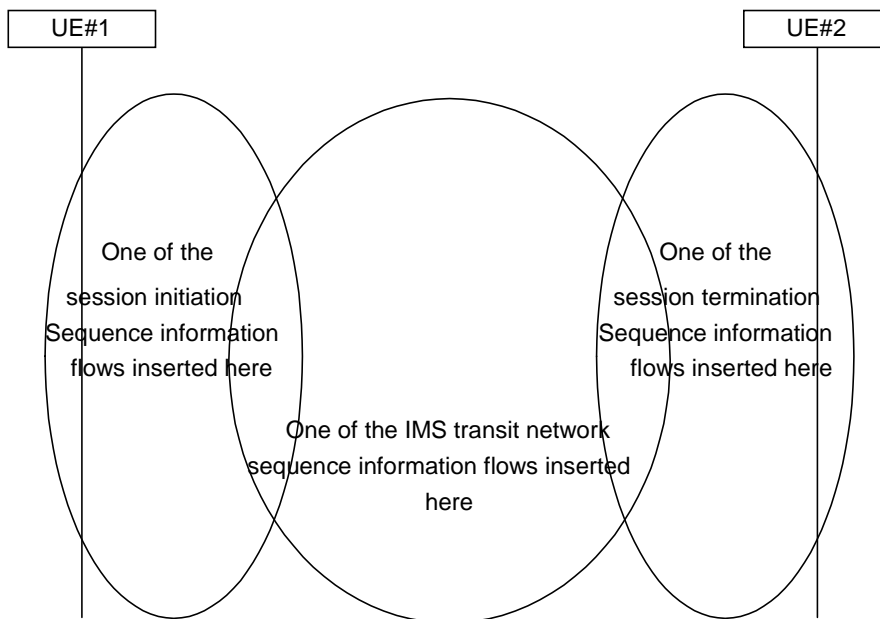 UE#1
UE#2
One of the
session initiation
Sequence information
flows inserted here
One of the
session termination
Sequence information
flows inserted here
One of the IMS transit network
sequence information flows inserted
here